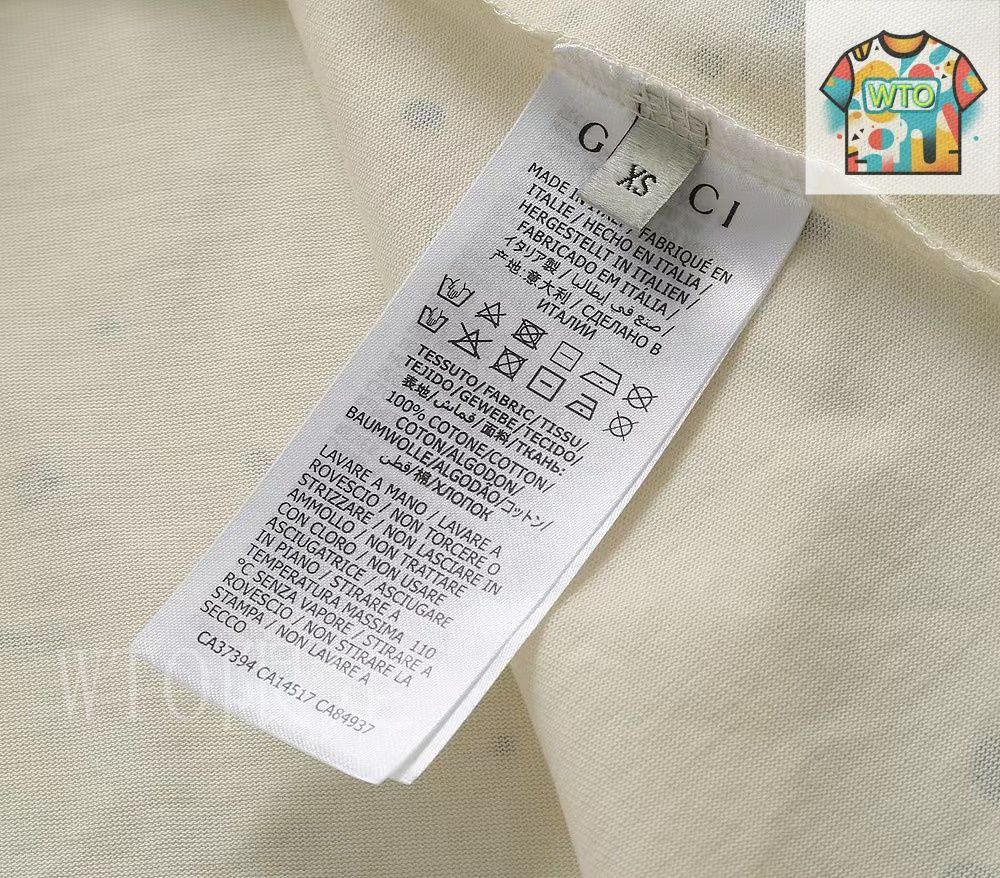 WTO
G CI
XS
MADE IN ITALY / FABRIQUÉ EN
ITALIE / HECHO EN ITALIA /
HERGESTELLT IN ITALIEN /
FABRICADO EM ITÁLIA /
イタリア製 / صنع في ايطاليا /
产地:意大利 / СДЕЛАНО В
ИТАЛИИ
TESSUTO/FABRIC/TISSU/
TEJIDO/GEWEBE/TECIDO/
表地/قماش/面料/ТКАНЬ:
100% COTONE/COTTON/
COTON/ALGODON/
BAUMWOLLE/ALGODÃO/コットン/
قطن/棉/ХЛОПОК
LAVARE A MANO / LAVARE A
ROVESCIO / NON TORCERE O
STRIZZARE / NON LASCIARE IN
AMMOLLO / NON TRATTARE
CON CLORO / NON USARE
ASCIUGATRICE / ASCIUGARE
IN PIANO / STIRARE A
TEMPERATURA MASSIMA 110
°C SENZA VAPORE / STIRARE A
ROVESCIO / NON STIRARE LA
STAMPA / NON LAVARE A
SECCO
CA37394 CA14517 CA84937